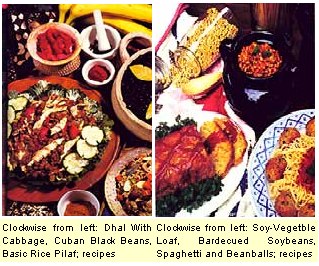 Clockwise from left: Dhal With
Cabbage, Cuban Black Beans,
Basic Rice Pilaf; recipes
Clockwise from left: Soy-Vegetble
Loaf, Bardecued Soybeans,
Spaghetti and Beanballs; recipes